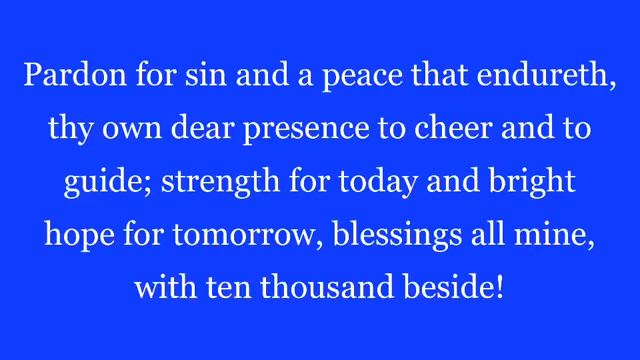 Pardon for sin and a peace that endureth,
thy own dear presence to cheer and to
guide; strength for today and bright
hope for tomorrow, blessings all mine,
with ten thousand beside!